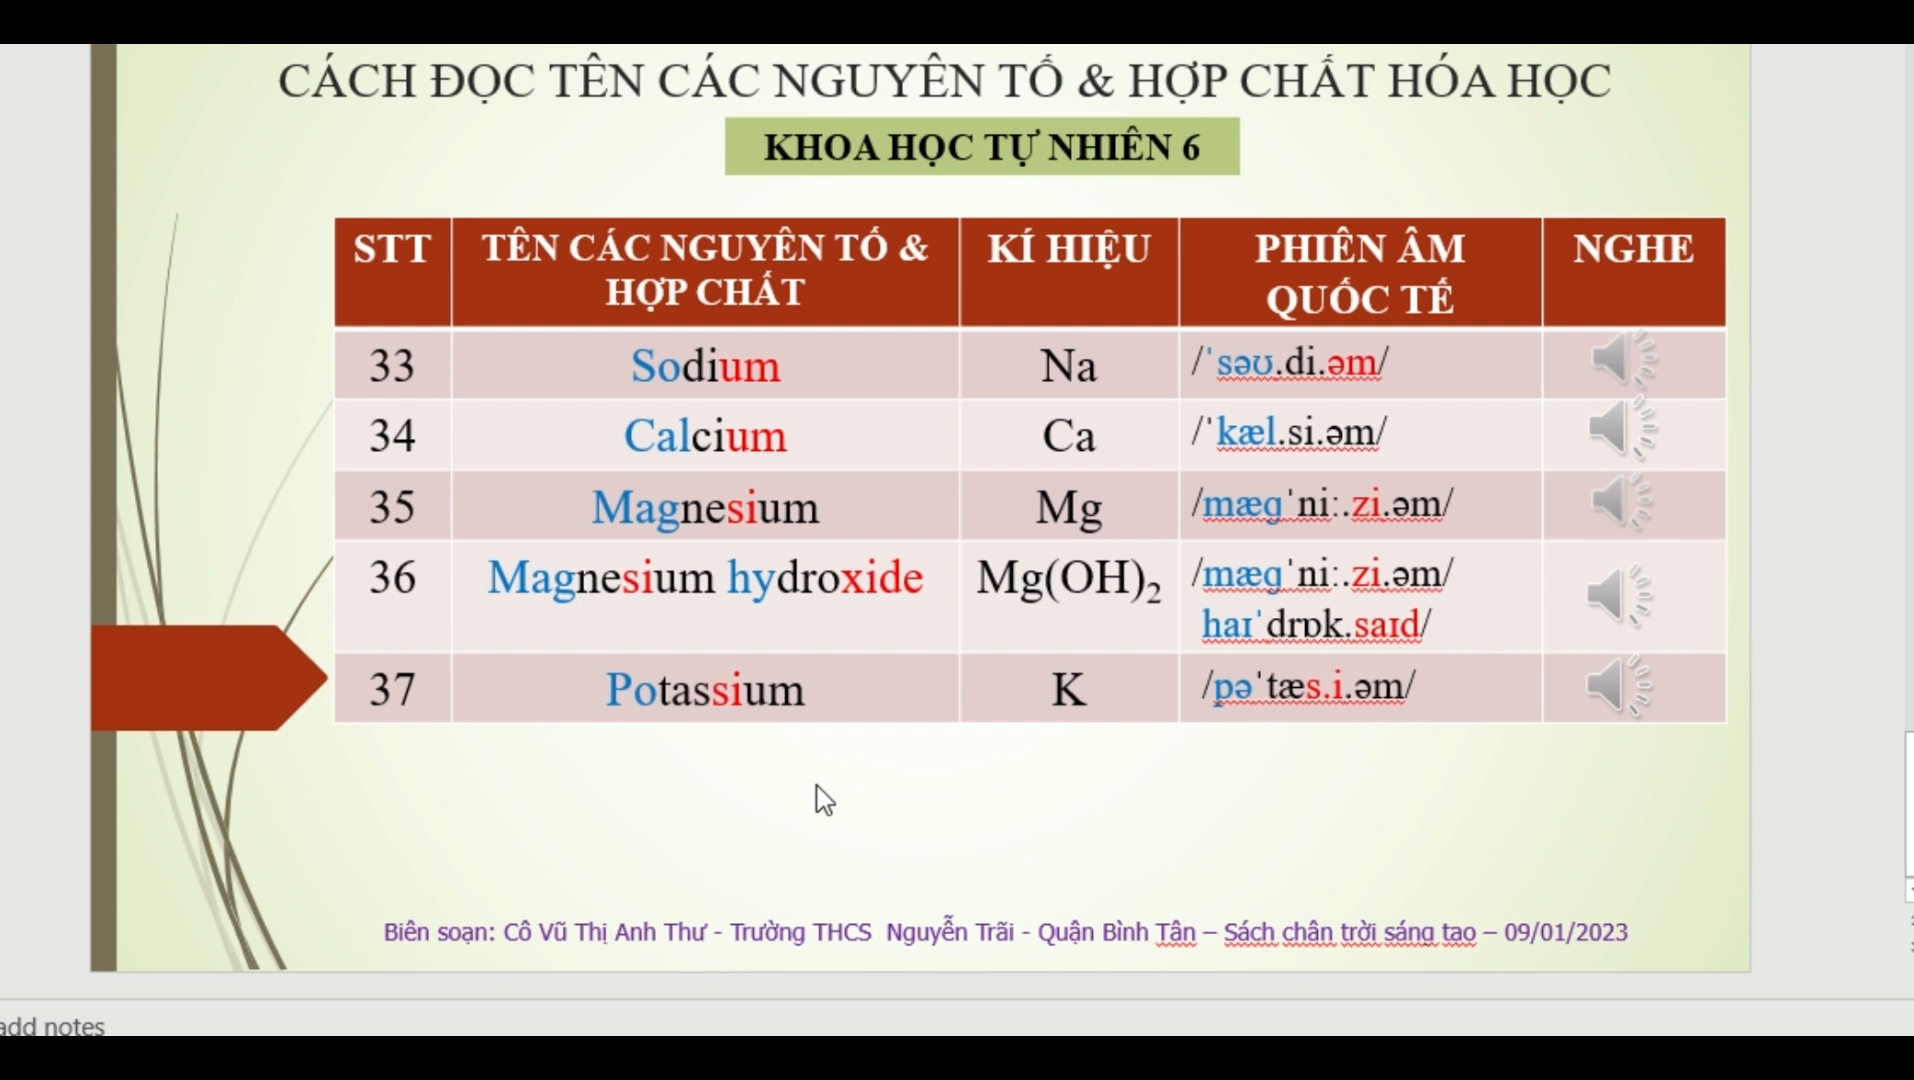 CÁCH ĐỌC TÊN CÁC NGUYÊN TỐ & HỢP CHẤT HÓA HỌC
KHOA HỌC TỰ NHIÊN 6
STT TÊN CÁC NGUYÊN TỐ & HỢP CHẤT KÍ HIỆU PHIÊN ÂM QUỐC TẾ NGHE
33 Sodium Na /ˈsəʊ.di.əm/
34 Calcium Ca /ˈkæl.si.əm/
35 Magnesium Mg /mægˈniː.zi.əm/
36 Magnesium hydroxide Mg(OH)₂ /mægˈniː.zi.əm/
haɪˈdrɒk.saɪd/
37 Potassium K /pəˈtæs.i.əm/
Biên soạn: Cô Vũ Thị Anh Thư - Trường THCS Nguyễn Trãi - Quận Bình Tân – Sách chân trời sáng tạo – 09/01/2023
add notes